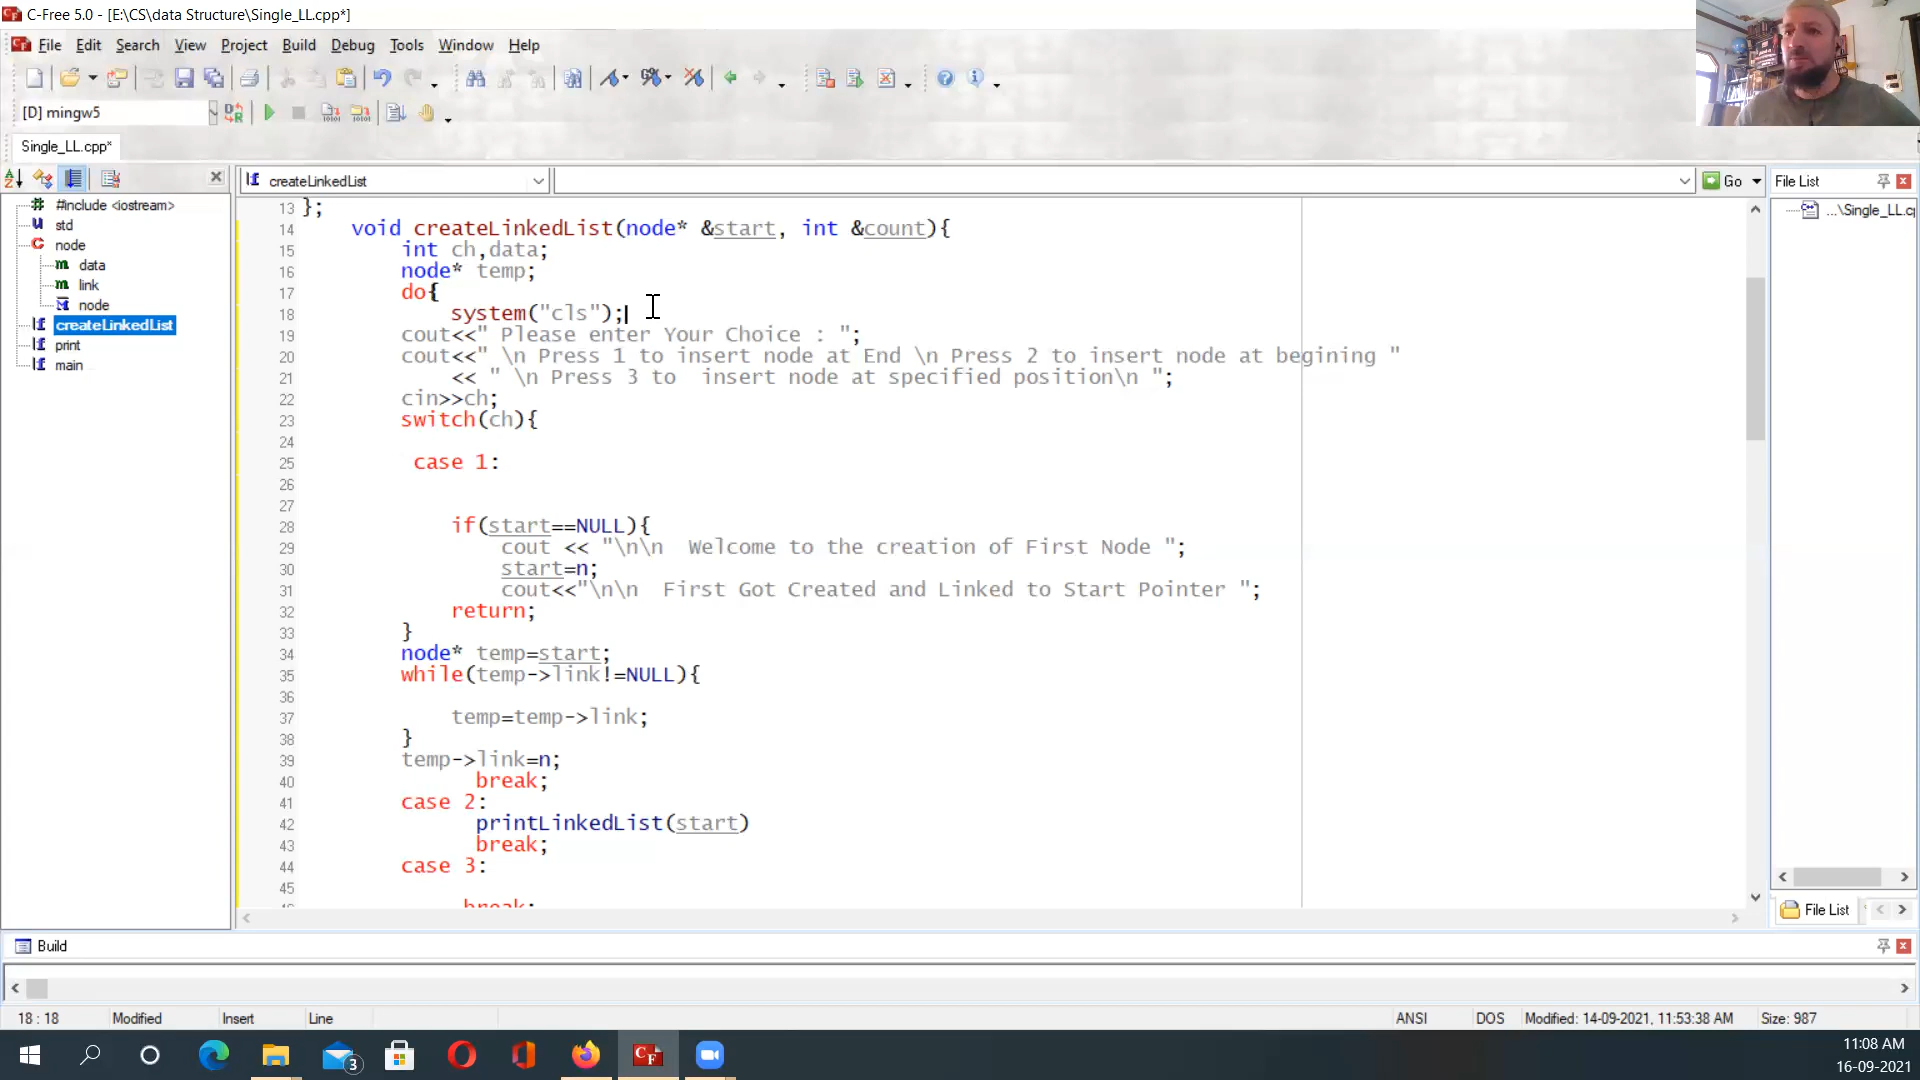 C-Free 5.0 - [E:\CS\data Structure\Single_LL.cpp*]
File Edit Search View Project Build Debug Tools Window Help
[D] mingw5
Single_LL.cpp*
createLinkedList
Go
File List
#include <iostream>
std
node
data
link
node
createLinkedList
print
main
...\Single_LL.c
13 };
14 void createLinkedList(node* &start, int &count){
15 int ch,data;
16 node* temp;
17 do{
18 system("cls");
19 cout<<" Please enter Your Choice : ";
20 cout<<" \n Press 1 to insert node at End \n Press 2 to insert node at begining "
21 << " \n Press 3 to  insert node at specified position\n ";
22 cin>>ch;
23 switch(ch){
24
25 case 1:
26
27
28 if(start==NULL){
29 cout << "\n\n  Welcome to the creation of First Node ";
30 start=n;
31 cout<<"\n\n  First Got Created and Linked to Start Pointer ";
32 return;
33 }
34 node* temp=start;
35 while(temp->link!=NULL){
36
37 temp=temp->link;
38 }
39 temp->link=n;
40 break;
41 case 2:
42 printLinkedList(start)
43 break;
44 case 3:
45
break;
File List
Build
18 : 18 Modified Insert Line ANSI DOS Modified: 14-09-2021, 11:53:38 AM Size: 987
3
11:08 AM
16-09-2021